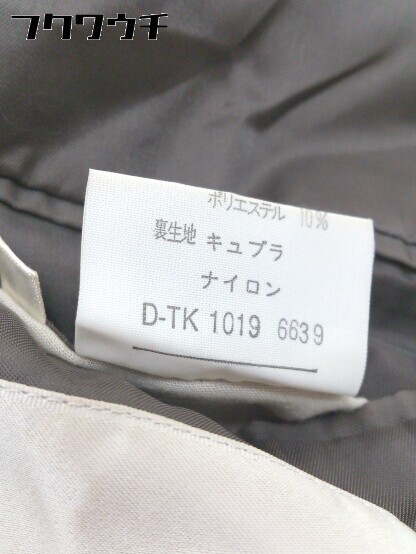 フクワウチ
ポリエステル 10%
裏生地 キュプラ
ナイロン
D-TK 1019 6639